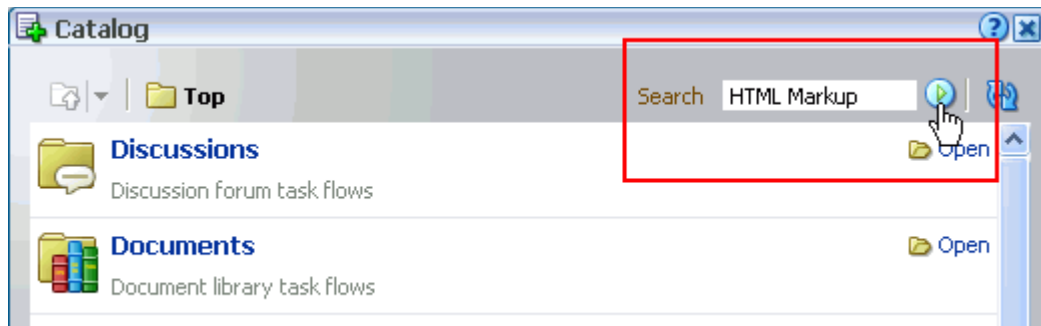 Catalog
Top Search HTML Markup
Discussions Open
Discussion forum task flows
Documents Open
Document library task flows